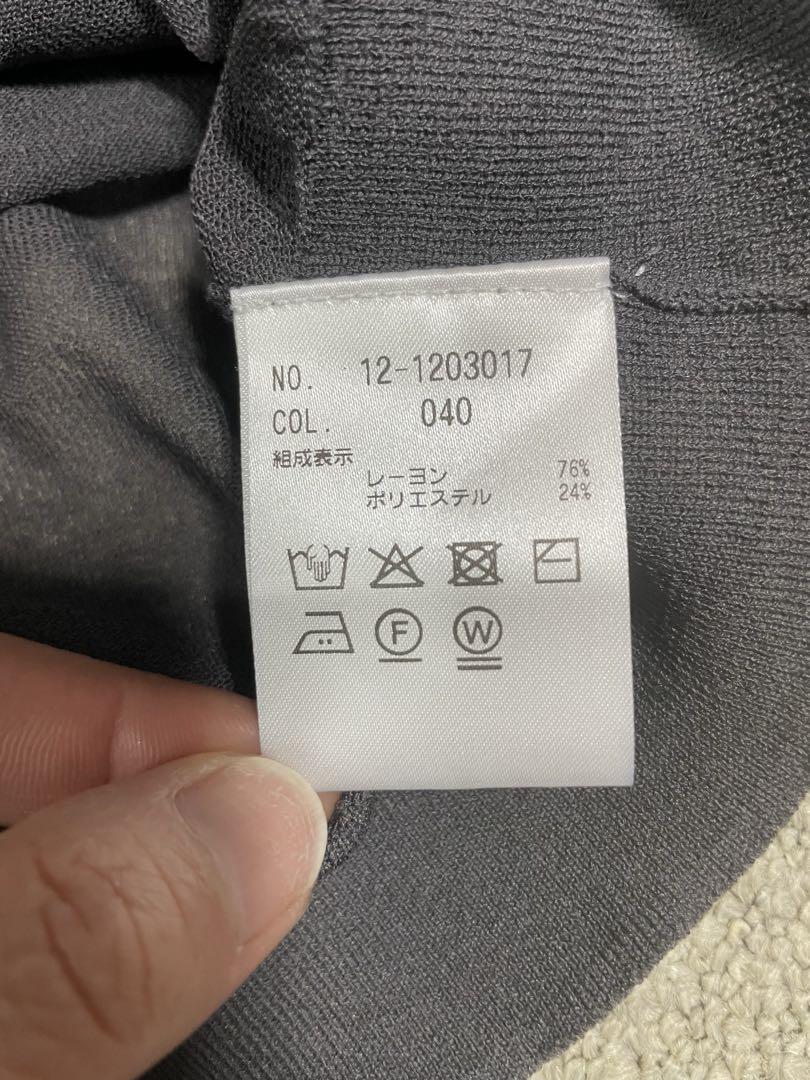 NO. 12-1203017
COL. 040
組成表示
レーヨン 76%
ポリエステル 24%
F W